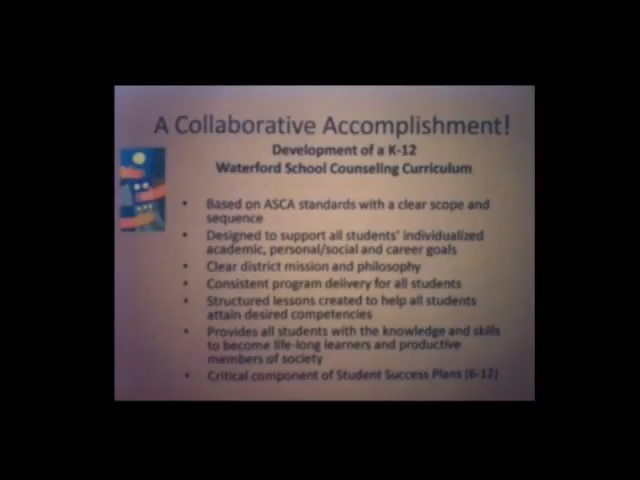 A Collaborative Accomplishment!
Development of a K-12
Waterford School Counseling Curriculum
• Based on ASCA standards with a clear scope and
sequence
• Designed to support all students' individualized
academic, personal/social and career goals
• Clear district mission and philosophy
• Consistent program delivery for all students
• Structured lessons created to help all students
attain desired competencies
• Provides all students with the knowledge and skills
to become life-long learners and productive
members of society
• Critical component of Student Success Plans (6-12)